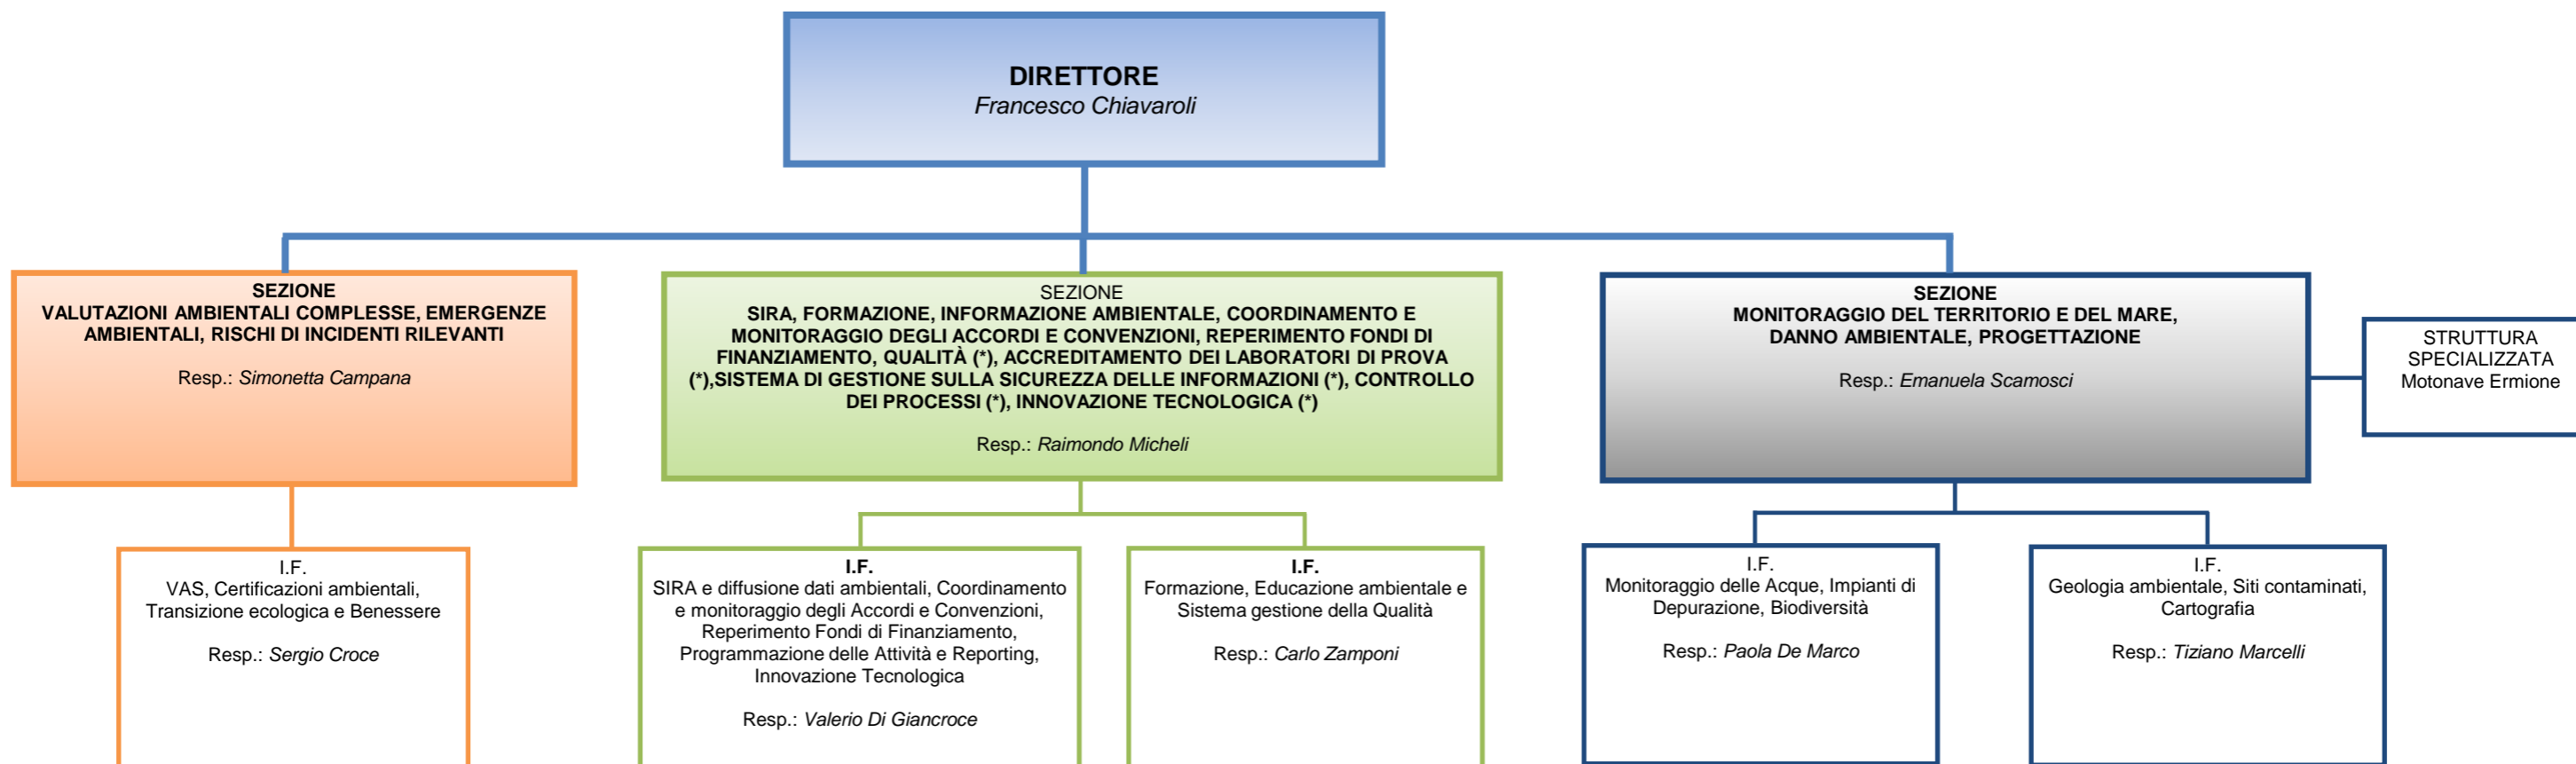 DIRETTORE
Francesco Chiavaroli
SEZIONE
VALUTAZIONI AMBIENTALI COMPLESSE, EMERGENZE
AMBIENTALI, RISCHI DI INCIDENTI RILEVANTI
Resp.: Simonetta Campana
SEZIONE
SIRA, FORMAZIONE, INFORMAZIONE AMBIENTALE, COORDINAMENTO E
MONITORAGGIO DEGLI ACCORDI E CONVENZIONI, REPERIMENTO FONDI DI
FINANZIAMENTO, QUALITÀ (*), ACCREDITAMENTO DEI LABORATORI DI PROVA
(*),SISTEMA DI GESTIONE SULLA SICUREZZA DELLE INFORMAZIONI (*), CONTROLLO
DEI PROCESSI (*), INNOVAZIONE TECNOLOGICA (*)
Resp.: Raimondo Micheli
SEZIONE
MONITORAGGIO DEL TERRITORIO E DEL MARE,
DANNO AMBIENTALE, PROGETTAZIONE
Resp.: Emanuela Scamosci
STRUTTURA
SPECIALIZZATA
Motonave Ermione
I.F.
VAS, Certificazioni ambientali,
Transizione ecologica e Benessere
Resp.: Sergio Croce
I.F.
SIRA e diffusione dati ambientali, Coordinamento
e monitoraggio degli Accordi e Convenzioni,
Reperimento Fondi di Finanziamento,
Programmazione delle Attività e Reporting,
Innovazione Tecnologica
Resp.: Valerio Di Giancroce
I.F.
Formazione, Educazione ambientale e
Sistema gestione della Qualità
Resp.: Carlo Zamponi
I.F.
Monitoraggio delle Acque, Impianti di
Depurazione, Biodiversità
Resp.: Paola De Marco
I.F.
Geologia ambientale, Siti contaminati,
Cartografia
Resp.: Tiziano Marcelli